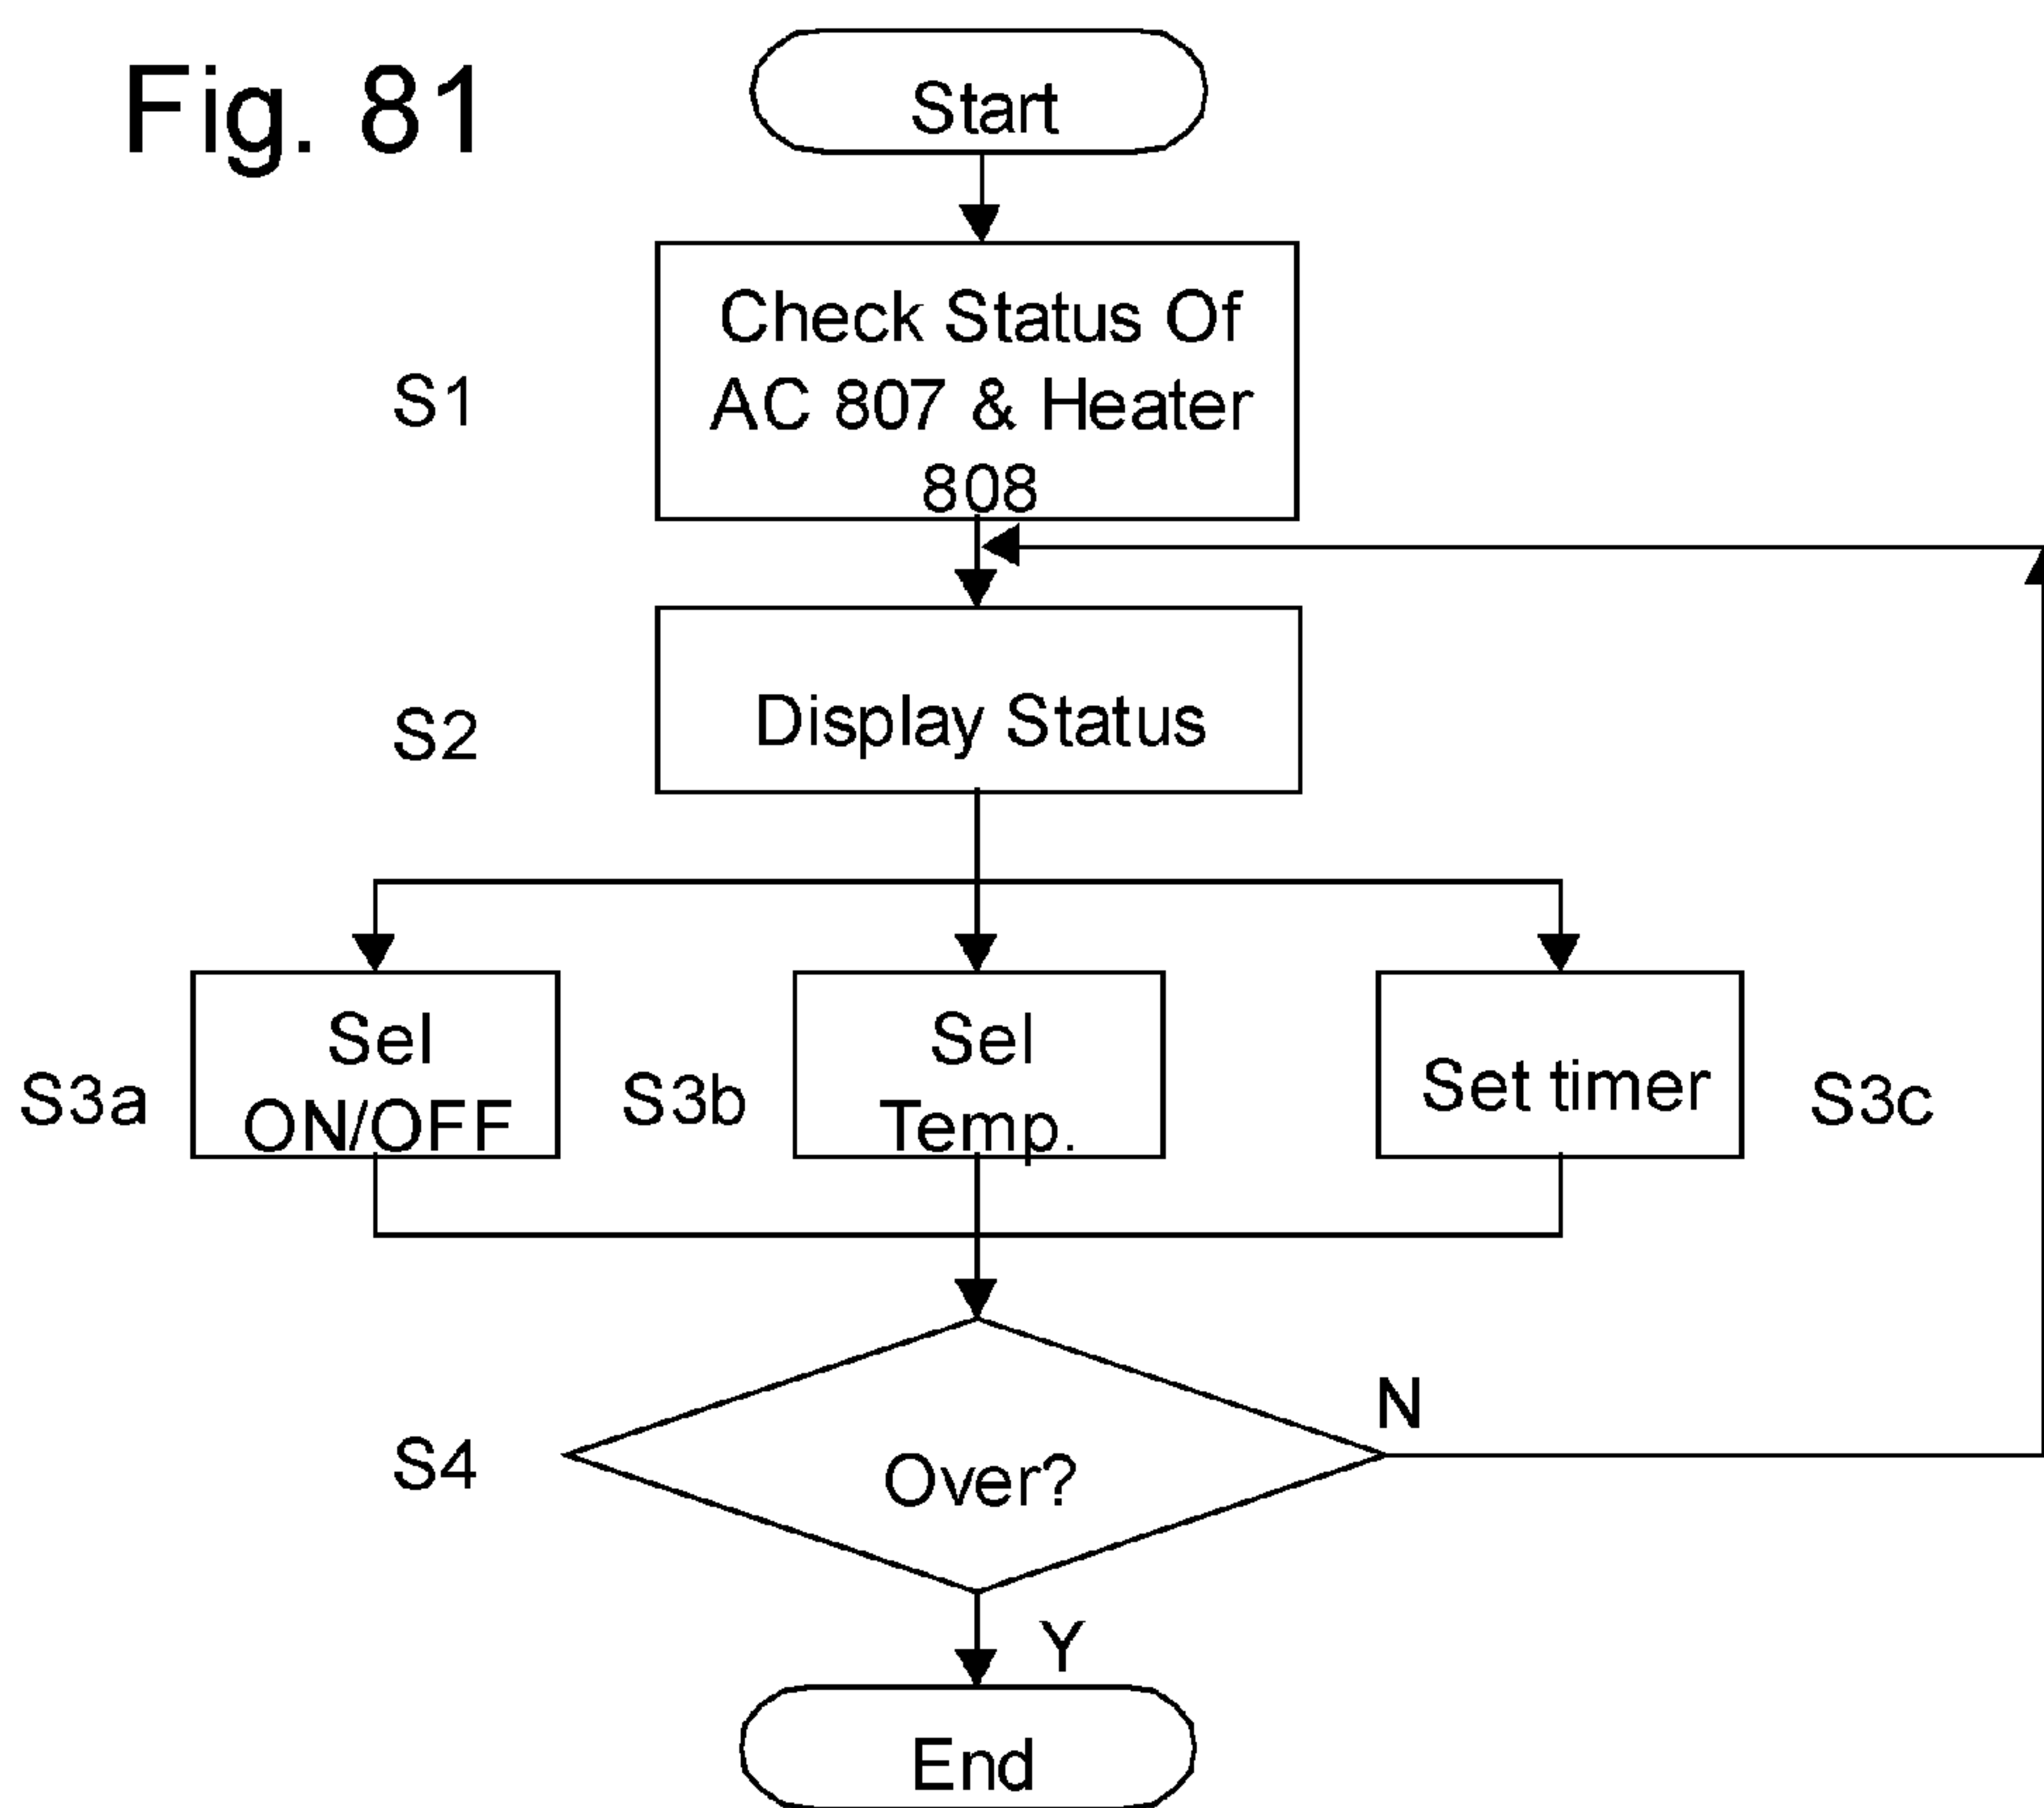 Fig. 81
Start
S1
Check Status Of
AC 807 & Heater
808
S2
Display Status
S3a
Sel
ON/OFF
S3b
Sel
Temp.
Set timer
S3c
S4
Over?
N
Y
End